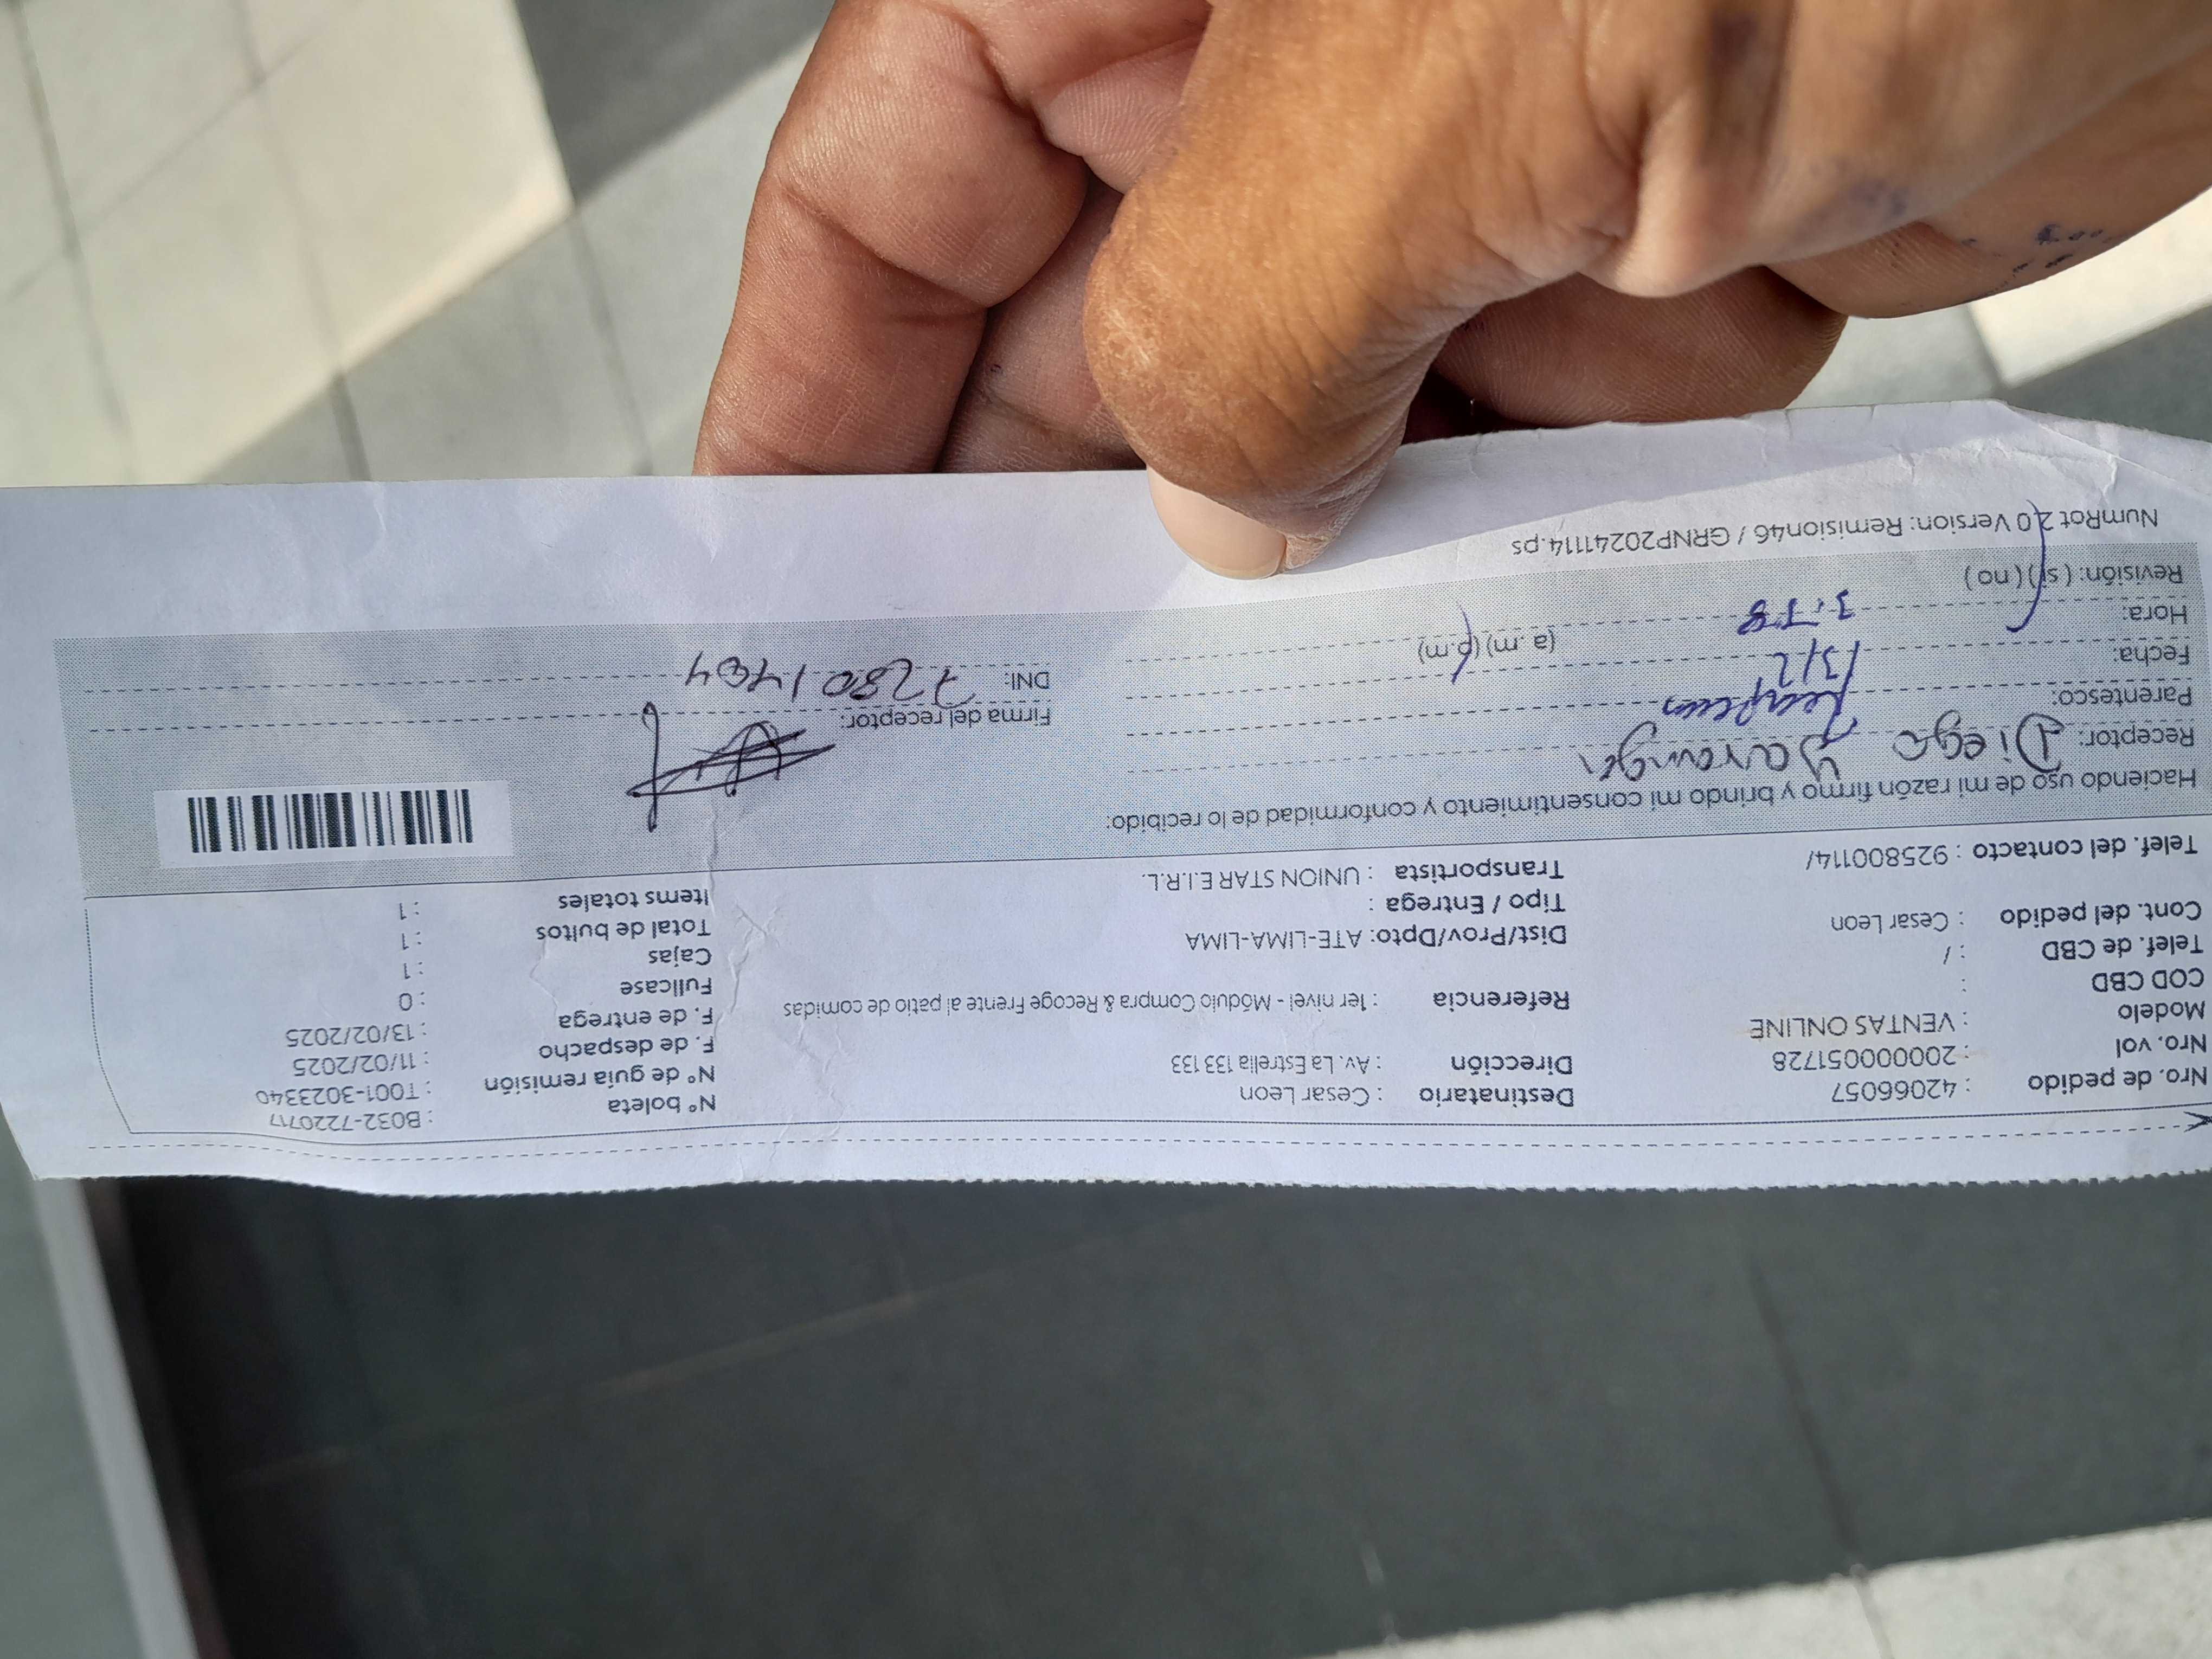 Nro. de pedido : 42066057
Nro. vol : 20000051728
Modelo : VENTAS ONLINE
COD CBD :
Telef. de CBD : /
Cont. del pedido : Cesar Leon
Telef. del contacto : 925800114/
Destinatario : Cesar Leon
Dirección : Av. La Estrella 133 133
Referencia : 1er nivel - Módulo Compra & Recoge Frente al patio de comidas
Dist/Prov/Dpto: ATE-LIMA-LIMA
Tipo / Entrega :
Transportista : UNION STAR E.I.R.L.
N° boleta : B032-7220717
N° de guía remisión : T001-3023340
F. de despacho : 11/02/2025
F. de entrega : 13/02/2025
Fullcase : 0
Cajas : 1
Total de bultos : 1
Items totales : 1
Haciendo uso de mi razón firmo y brindo mi consentimiento y conformidad de lo recibido:
Receptor: Diego
Parentesco:
Fecha: 13/2
Hora: (a.m) (p.m)
Revisión: ( si ) ( no )
Firma del receptor:
DNI:
NumRot 2.0 Version: Remision46 / GRNP20241114.ps